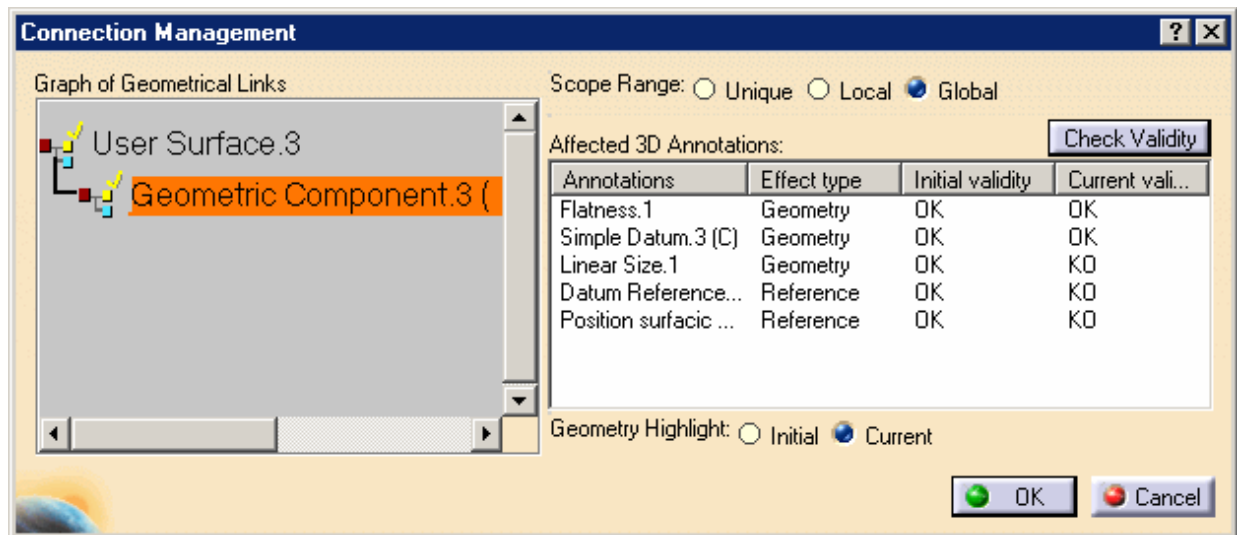 Connection Management
Graph of Geometrical Links
User Surface.3
Geometric Component.3 (
Scope Range: Unique Local Global
Affected 3D Annotations:
Check Validity
Annotations Effect type Initial validity Current vali...
Flatness.1 Geometry OK OK
Simple Datum.3 (C) Geometry OK OK
Linear Size.1 Geometry OK KO
Datum Reference... Reference OK KO
Position surfacic ... Reference OK KO
Geometry Highlight: Initial Current
OK Cancel